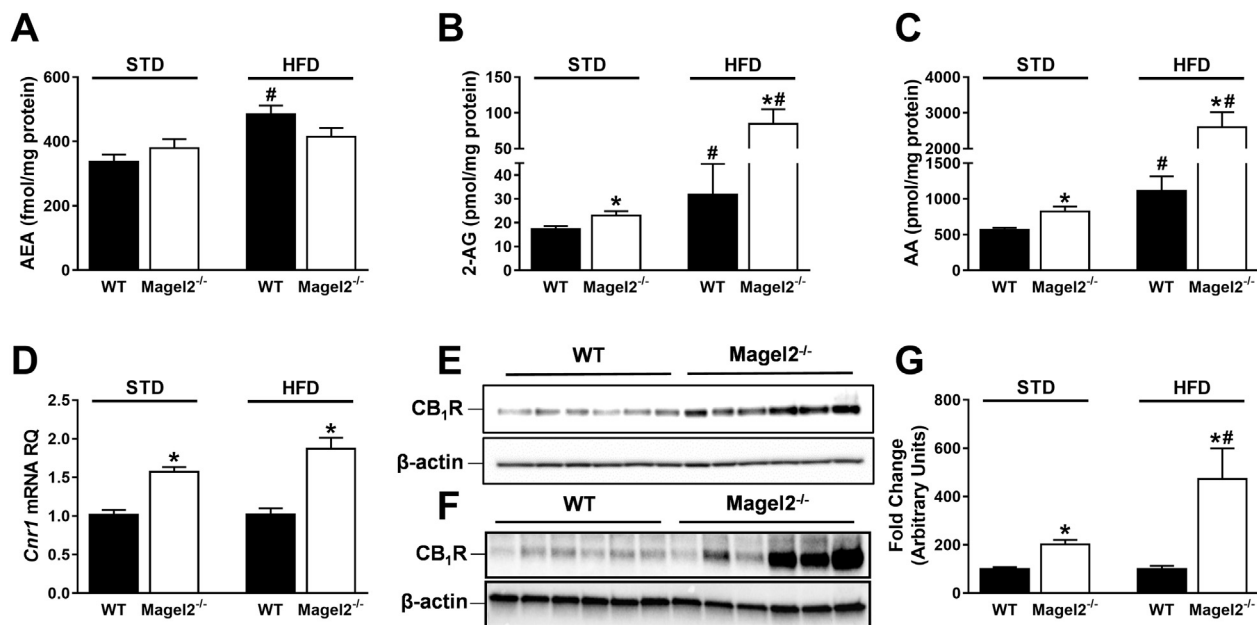 A
STD
HFD
AEA (fmol/mg protein)
600
400
200
0
#
WT
Magel2-/-
WT
Magel2-/-
B
STD
HFD
2-AG (pmol/mg protein)
150
100
75
50
40
30
20
10
0
*
#
*#
WT
Magel2-/-
WT
Magel2-/-
C
STD
HFD
AA (pmol/mg protein)
4000
3000
2000
1500
1000
500
0
*
#
*#
WT
Magel2-/-
WT
Magel2-/-
D
STD
HFD
Cnr1 mRNA RQ
2.5
2.0
1.5
1.0
0.5
0.0
*
*
WT
Magel2-/-
WT
Magel2-/-
E
WT
Magel2-/-
CB1R
β-actin
F
WT
Magel2-/-
CB1R
β-actin
G
STD
HFD
Fold Change
(Arbitrary Units)
800
600
400
200
0
*
*#
WT
Magel2-/-
WT
Magel2-/-